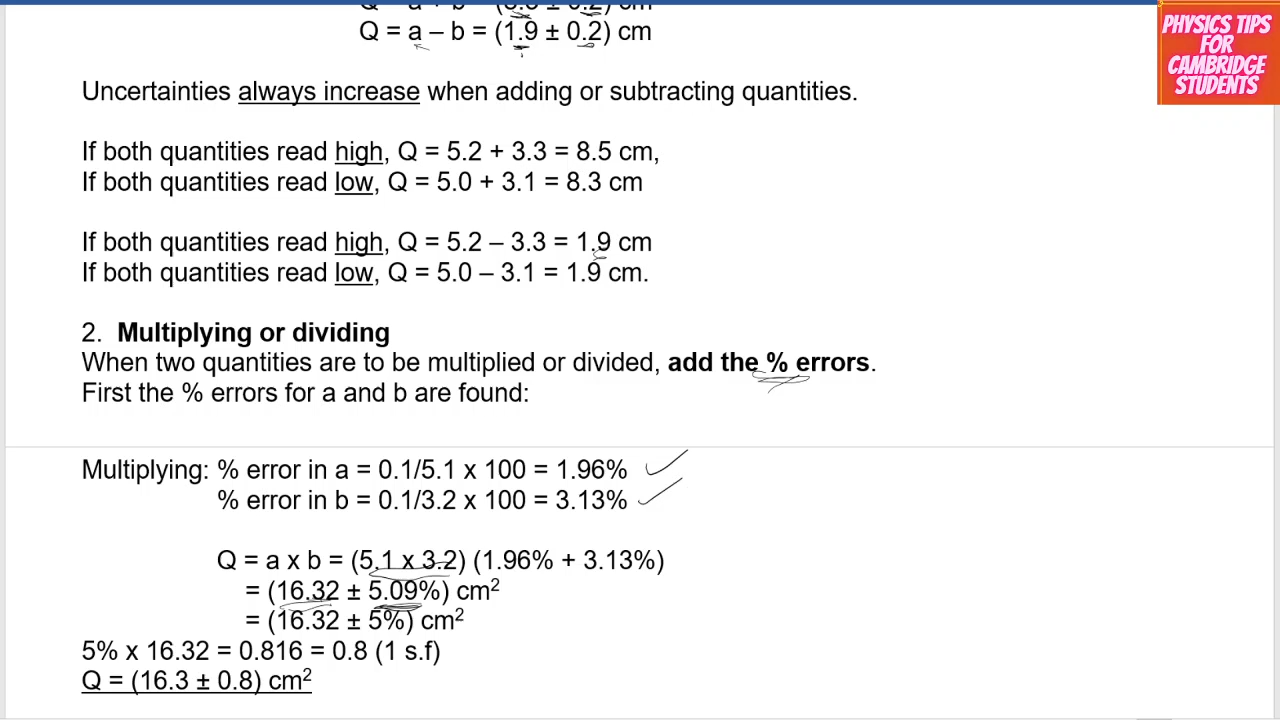 Q = a + b = (8.3 ± 0.2) cm
Q = a – b = (1.9 ± 0.2) cm
PHYSICS TIPS
FOR
CAMBRIDGE
STUDENTS
Uncertainties always increase when adding or subtracting quantities.
If both quantities read high, Q = 5.2 + 3.3 = 8.5 cm,
If both quantities read low, Q = 5.0 + 3.1 = 8.3 cm
If both quantities read high, Q = 5.2 – 3.3 = 1.9 cm
If both quantities read low, Q = 5.0 – 3.1 = 1.9 cm.
2. Multiplying or dividing
When two quantities are to be multiplied or divided, add the % errors.
First the % errors for a and b are found:
Multiplying: % error in a = 0.1/5.1 x 100 = 1.96%
% error in b = 0.1/3.2 x 100 = 3.13%
Q = a x b = (5.1 x 3.2) (1.96% + 3.13%)
= (16.32 ± 5.09%) cm²
= (16.32 ± 5%) cm²
5% x 16.32 = 0.816 = 0.8 (1 s.f)
Q = (16.3 ± 0.8) cm²